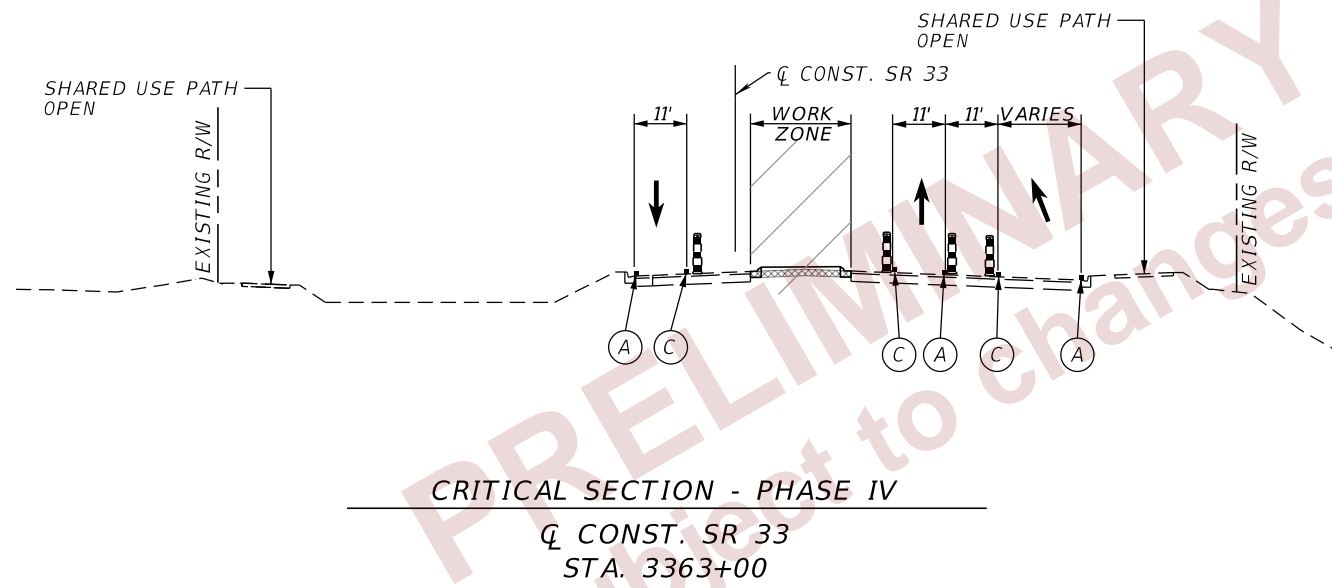 SHARED USE PATH
OPEN
SHARED USE PATH
OPEN
℄ CONST. SR 33
EXISTING R/W
11'
WORK
ZONE
11'
11'
VARIES
EXISTING R/W
A
C
C
A
C
A
CRITICAL SECTION - PHASE IV
℄ CONST. SR 33
STA. 3363+00
PRELIMINARY
bject to changes